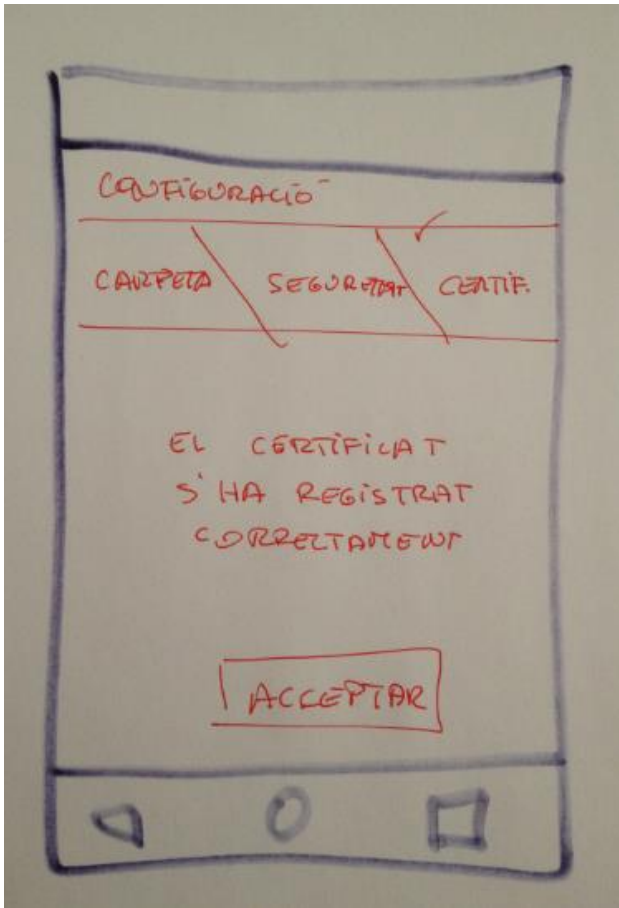 CONFIGURACIÓ
CARPETA SEGURETAT CERTIF.
EL CERTIFICAT
S'HA REGISTRAT
CORRECTAMENT
ACCEPTAR